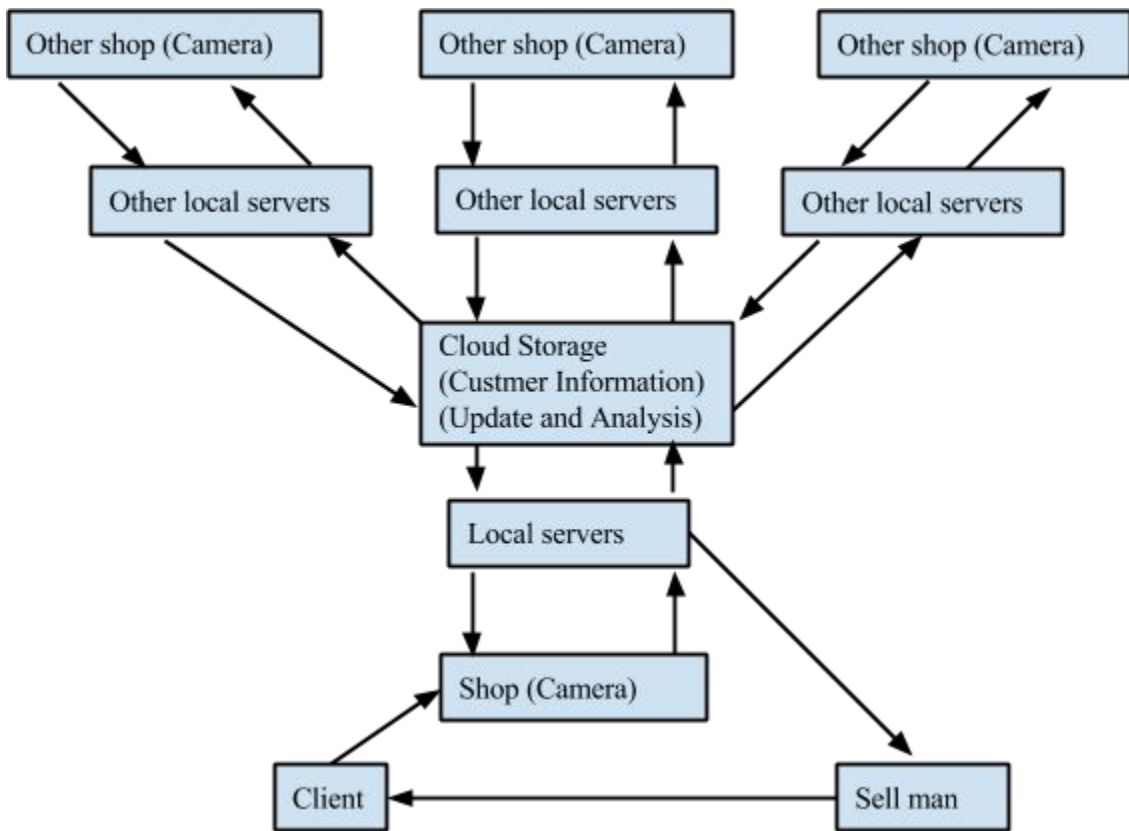 Other shop (Camera)
Other shop (Camera)
Other shop (Camera)
Other local servers
Other local servers
Other local servers
Cloud Storage
(Custmer Information)
(Update and Analysis)
Local servers
Shop (Camera)
Client
Sell man